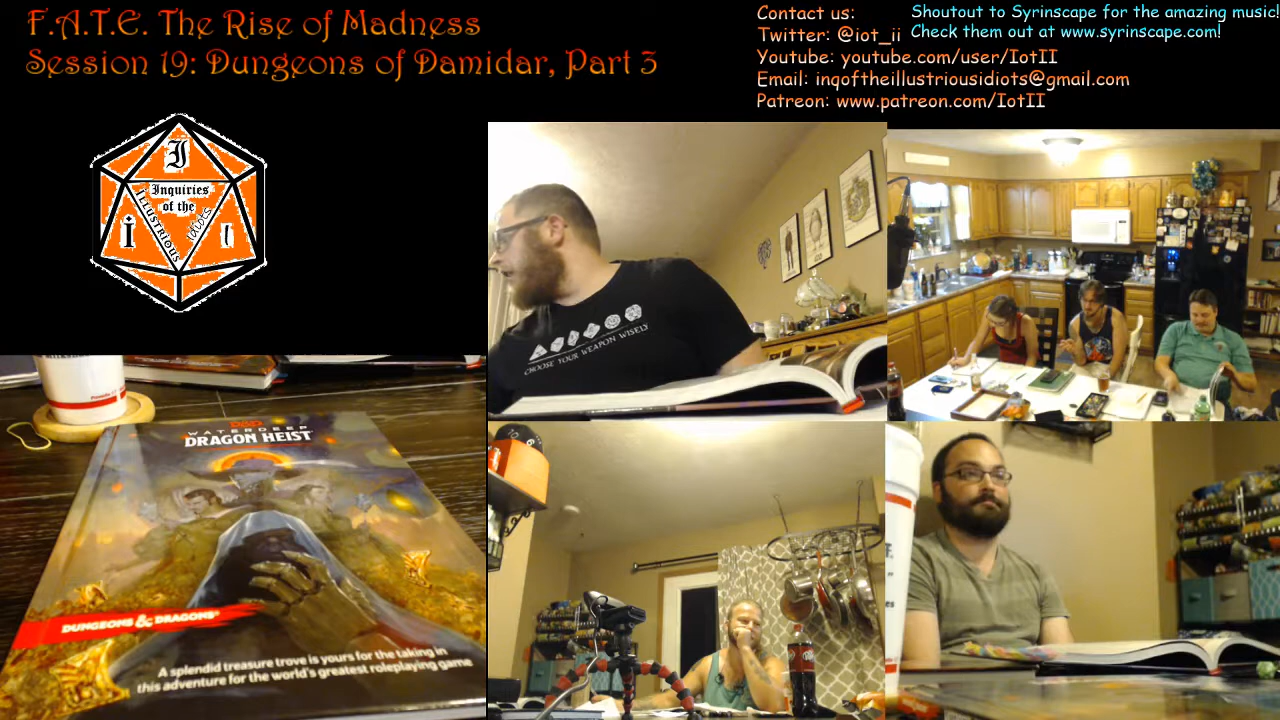 F.A.T.E. The Rise of Madness
Session 19: Dungeons of Damidar, Part 3
Contact us:
Twitter: @iot_ii
Youtube: youtube.com/user/IotII
Email: inqoftheillustriousidiots@gmail.com
Patreon: www.patreon.com/IotII
Shoutout to Syrinscape for the amazing music!
Check them out at www.syrinscape.com!
I
Inquiries
of the
ILLUSTRIOUS
idiots
i
I
CHOOSE YOUR WEAPON WISELY
D&D
WATERDEEP
DRAGON HEIST
DUNGEONS & DRAGONS
A splendid treasure trove is yours for the taking in
this adventure for the world's greatest roleplaying game